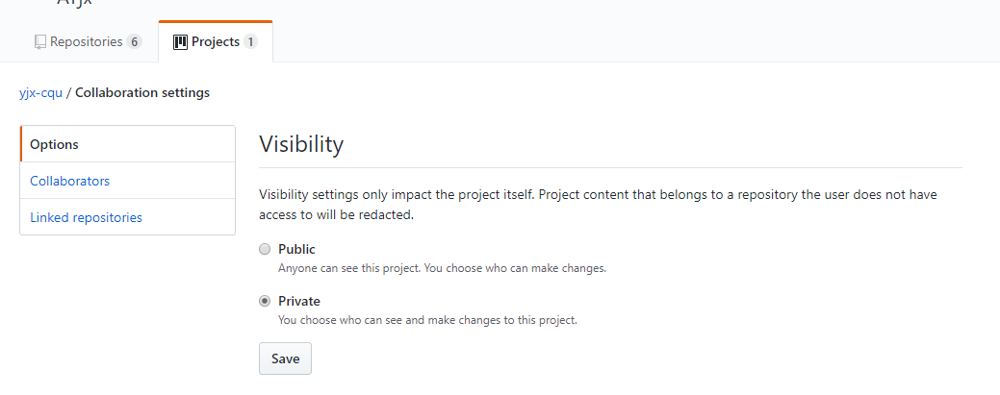 Repositories 6 Projects 1
yjx-cqu / Collaboration settings
Options
Collaborators
Linked repositories
Visibility
Visibility settings only impact the project itself. Project content that belongs to a repository the user does not have
access to will be redacted.
Public
Anyone can see this project. You choose who can make changes.
Private
You choose who can see and make changes to this project.
Save